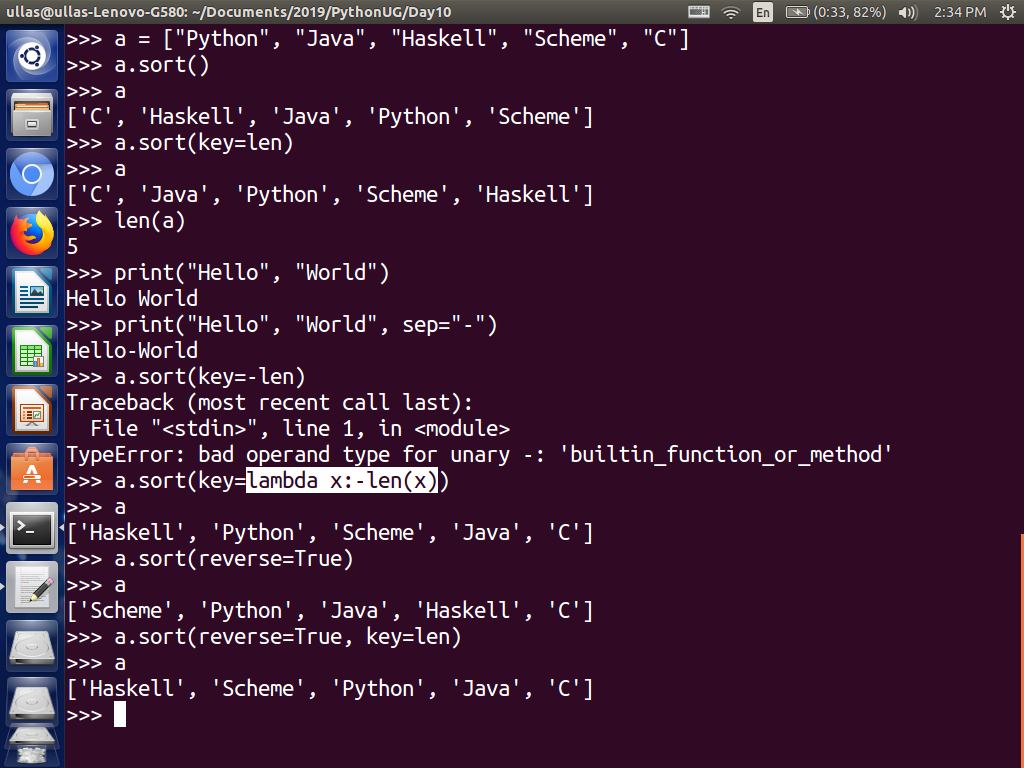 ullas@ullas-Lenovo-G580: ~/Documents/2019/PythonUG/Day10 En (0:33, 82%) 2:34 PM
>>> a = ["Python", "Java", "Haskell", "Scheme", "C"]
>>> a.sort()
>>> a
['C', 'Haskell', 'Java', 'Python', 'Scheme']
>>> a.sort(key=len)
>>> a
['C', 'Java', 'Python', 'Scheme', 'Haskell']
>>> len(a)
5
>>> print("Hello", "World")
Hello World
>>> print("Hello", "World", sep="-")
Hello-World
>>> a.sort(key=-len)
Traceback (most recent call last):
  File "<stdin>", line 1, in <module>
TypeError: bad operand type for unary -: 'builtin_function_or_method'
>>> a.sort(key=lambda x:-len(x))
>>> a
['Haskell', 'Python', 'Scheme', 'Java', 'C']
>>> a.sort(reverse=True)
>>> a
['Scheme', 'Python', 'Java', 'Haskell', 'C']
>>> a.sort(reverse=True, key=len)
>>> a
['Haskell', 'Scheme', 'Python', 'Java', 'C']
>>>